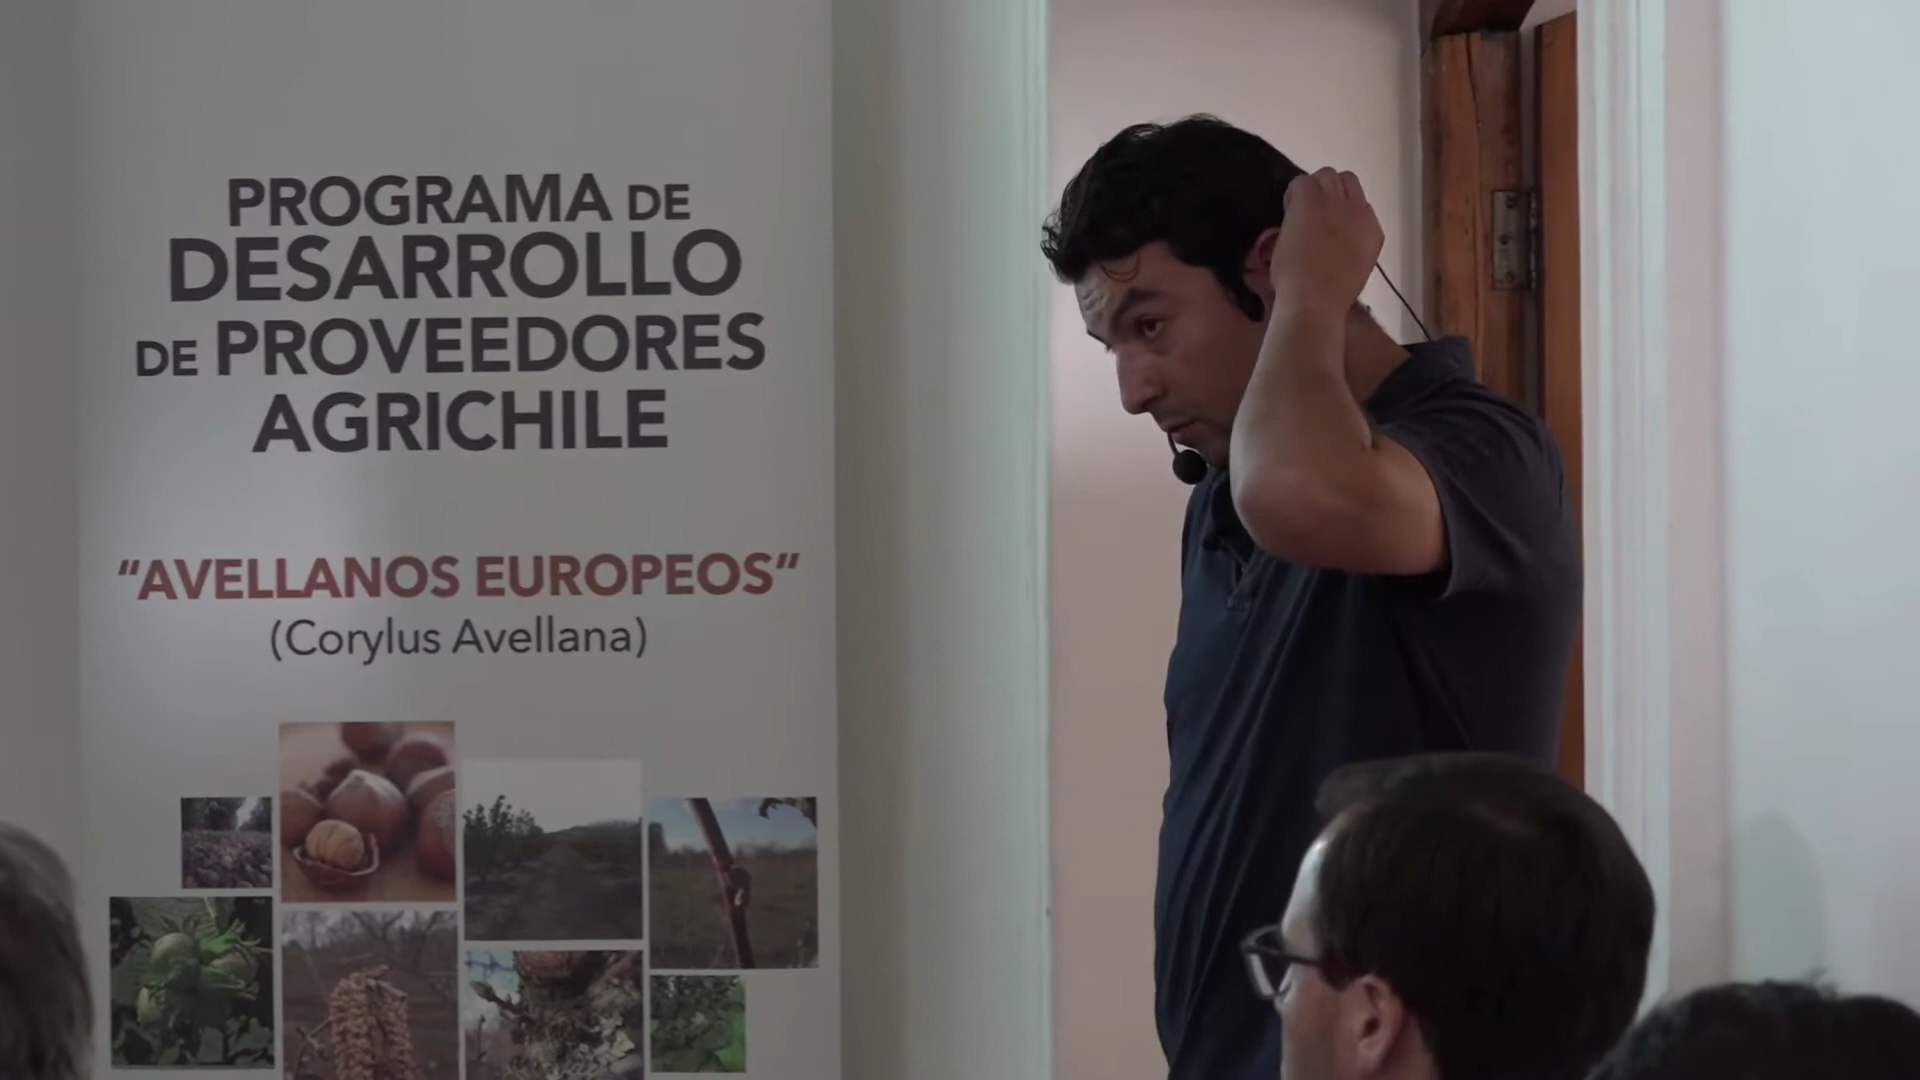 PROGRAMA DE
DESARROLLO
DE PROVEEDORES
AGRICHILE
“AVELLANOS EUROPEOS”
(Corylus Avellana)